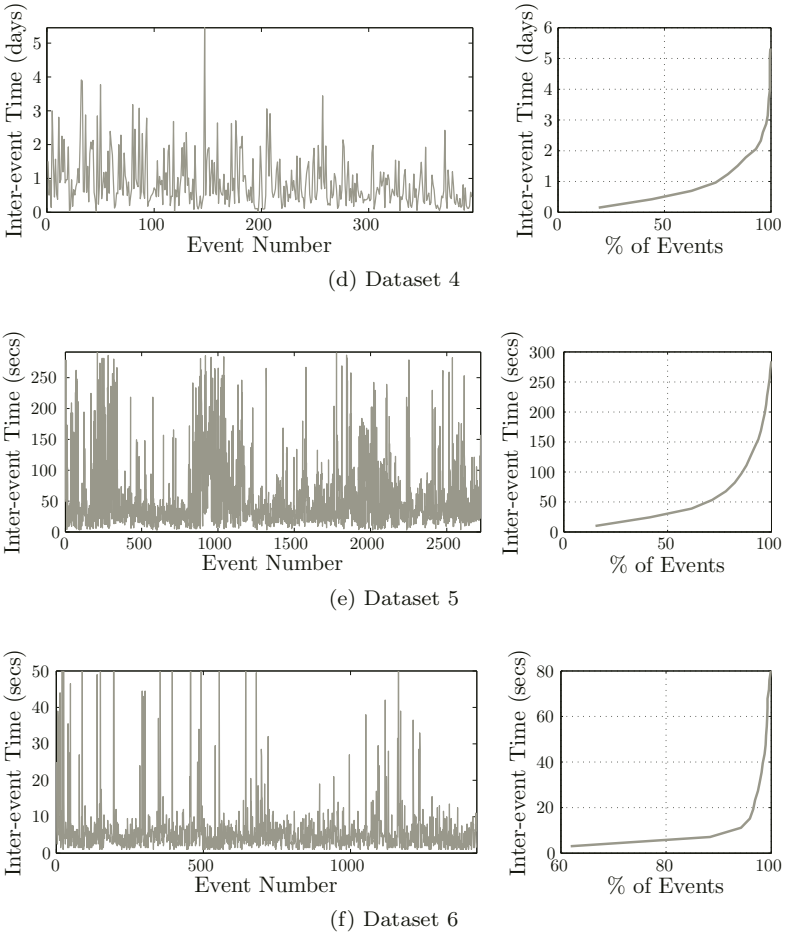 Inter-event Time (days)
5
4
3
2
1
0
0 100 200 300
Event Number
Inter-event Time (days)
6
5
4
3
2
1
0
0 50 100
% of Events
(d) Dataset 4
Inter-event Time (secs)
250
200
150
100
50
0
0 500 1000 1500 2000 2500
Event Number
Inter-event Time (secs)
300
250
200
150
100
50
0
0 50 100
% of Events
(e) Dataset 5
Inter-event Time (secs)
50
40
30
20
10
0
0 500 1000
Event Number
Inter-event Time (secs)
80
60
40
20
0
60 80 100
% of Events
(f) Dataset 6